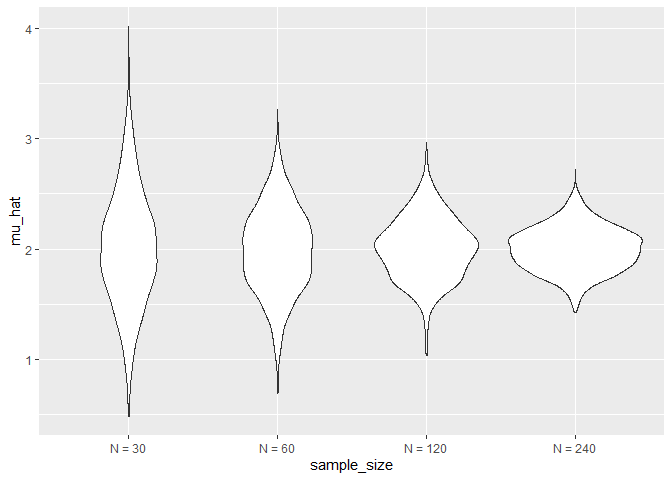 4
3
2
1
mu_hat
N = 30 N = 60 N = 120 N = 240
sample_size